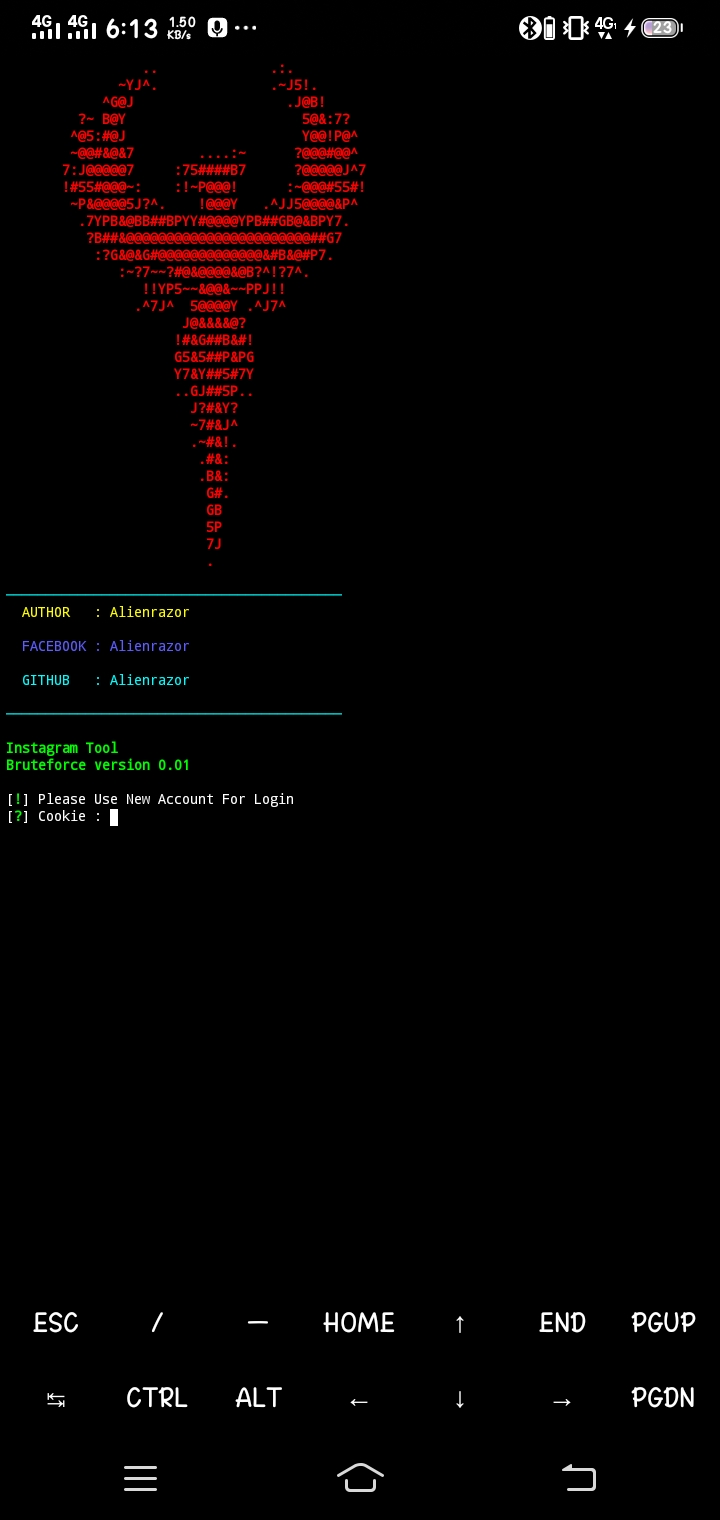 4G 4G 6:13 1.50 KB/s ... 4G 23
..              .:.
~YJ^.              .~J5!.
^G@J                   .J@B!
?~ B@Y                      5@&:7?
^@5:#@J                      Y@@!P@^
~@@#&@&7        ....:~      ?@@@#@@^
7:J@@@@@7     :75####B7      ?@@@@@J^7
!#55#@@@~:    :!~P@@@!      :~@@@#55#!
~P&@@@@5J?^.    !@@@Y   .^JJ5@@@@&P^
.7YPB&@BB##BPYY#@@@@YPB##GB@&BPY7.
?B##&@@@@@@@@@@@@@@@@@@@@@@@##G7
:?G&@&G#@@@@@@@@@@@@@&#B&@#P7.
:~?7~~?#@&@@@@&@B?^!?7^.
!!YP5~~&@@&~~PPJ!!
.^7J^  5@@@@Y .^J7^
J@&&&&@?
!#&G##B&#!
G5&5##P&PG
Y7&Y##5#7Y
..GJ##5P..
J?#&Y?
~7#&J^
.~#&!.
.#&:
.B&:
G#.
GB
5P
7J
.
AUTHOR   : Alienrazor
FACEBOOK : Alienrazor
GITHUB   : Alienrazor
Instagram Tool
Bruteforce version 0.01
[!] Please Use New Account For Login
[?] Cookie :
ESC / — HOME ↑ END PGUP
↹ CTRL ALT ← ↓ → PGDN